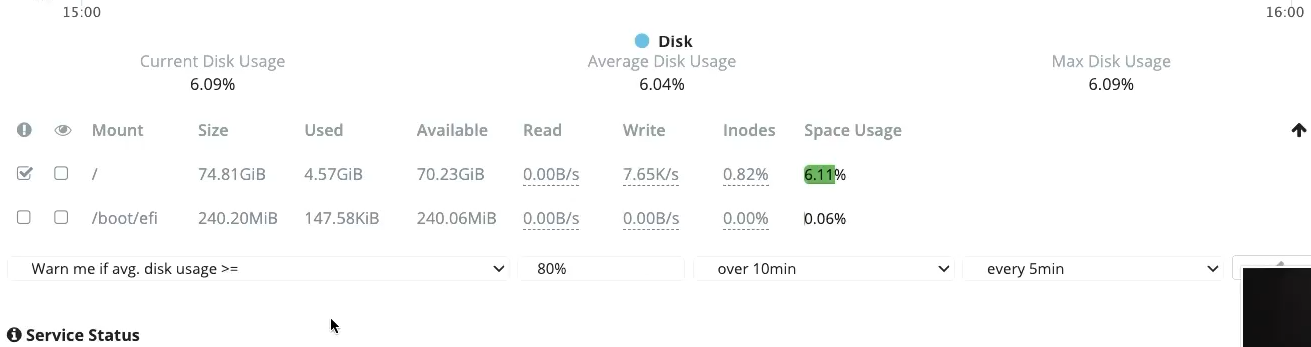 15:00 16:00
Disk
Current Disk Usage Average Disk Usage Max Disk Usage
6.09% 6.04% 6.09%
Mount Size Used Available Read Write Inodes Space Usage
/ 74.81GiB 4.57GiB 70.23GiB 0.00B/s 7.65K/s 0.82% 6.11%
/boot/efi 240.20MiB 147.58KiB 240.06MiB 0.00B/s 0.00B/s 0.00% 0.06%
Warn me if avg. disk usage >= 80% over 10min every 5min
Service Status